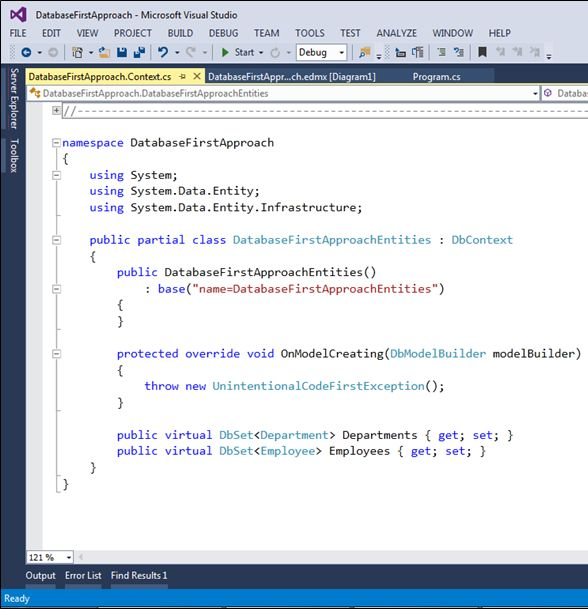 DatabaseFirstApproach - Microsoft Visual Studio
FILE EDIT VIEW PROJECT BUILD DEBUG TEAM TOOLS TEST ANALYZE WINDOW HELP
Start Debug
Server Explorer
Toolbox
DatabaseFirstApproach.Context.cs DatabaseFirstAppr...ch.edmx [Diagram1] Program.cs
DatabaseFirstApproach.DatabaseFirstApproachEntities Databas
//------------------------------------------------------------------------------
namespace DatabaseFirstApproach
{
using System;
using System.Data.Entity;
using System.Data.Entity.Infrastructure;
public partial class DatabaseFirstApproachEntities : DbContext
{
public DatabaseFirstApproachEntities()
: base("name=DatabaseFirstApproachEntities")
{
}
protected override void OnModelCreating(DbModelBuilder modelBuilder)
{
throw new UnintentionalCodeFirstException();
}
public virtual DbSet<Department> Departments { get; set; }
public virtual DbSet<Employee> Employees { get; set; }
}
}
121 %
Output Error List Find Results 1
Ready